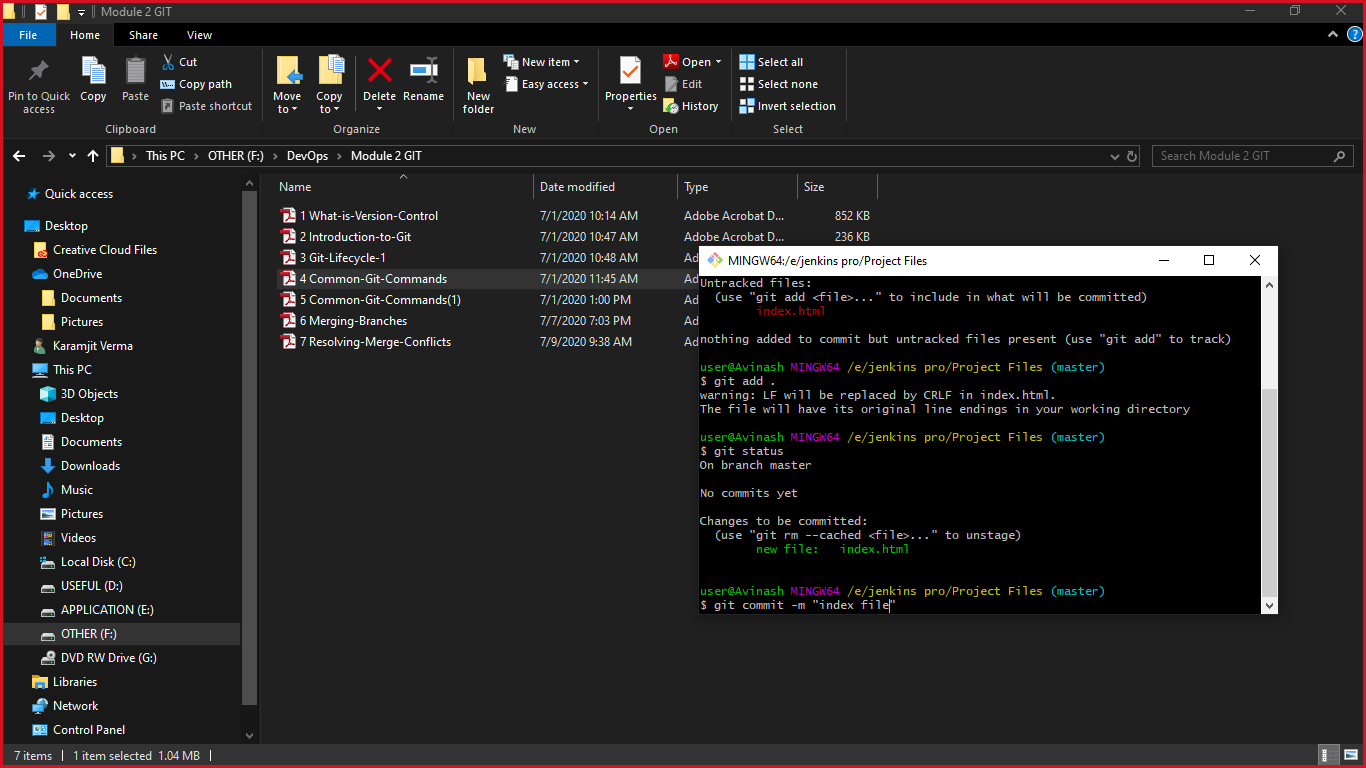 Module 2 GIT
File Home Share View
Pin to Quick access
Copy
Paste
Cut
Copy path
Paste shortcut
Clipboard
Move to
Copy to
Delete
Rename
Organize
New folder
New item
Easy access
New
Properties
Open
Edit
History
Open
Select all
Select none
Invert selection
Select
This PC > OTHER (F:) > DevOps > Module 2 GIT
Search Module 2 GIT
Quick access
Desktop
Creative Cloud Files
OneDrive
Documents
Pictures
Karamjit Verma
This PC
3D Objects
Desktop
Documents
Downloads
Music
Pictures
Videos
Local Disk (C:)
USEFUL (D:)
APPLICATION (E:)
OTHER (F:)
DVD RW Drive (G:)
Libraries
Network
Control Panel
Name Date modified Type Size
1 What-is-Version-Control 7/1/2020 10:14 AM Adobe Acrobat D... 852 KB
2 Introduction-to-Git 7/1/2020 10:47 AM Adobe Acrobat D... 236 KB
3 Git-Lifecycle-1 7/1/2020 10:48 AM Ad
4 Common-Git-Commands 7/1/2020 11:45 AM Ad
5 Common-Git-Commands(1) 7/1/2020 1:00 PM Ad
6 Merging-Branches 7/7/2020 7:03 PM Ad
7 Resolving-Merge-Conflicts 7/9/2020 9:38 AM Ad
MINGW64:/e/jenkins pro/Project Files
Untracked files:
(use "git add <file>..." to include in what will be committed)
index.html
nothing added to commit but untracked files present (use "git add" to track)
user@Avinash MINGW64 /e/jenkins pro/Project Files (master)
$ git add .
warning: LF will be replaced by CRLF in index.html.
The file will have its original line endings in your working directory
user@Avinash MINGW64 /e/jenkins pro/Project Files (master)
$ git status
On branch master
No commits yet
Changes to be committed:
(use "git rm --cached <file>..." to unstage)
new file: index.html
user@Avinash MINGW64 /e/jenkins pro/Project Files (master)
$ git commit -m "index file"
7 items 1 item selected 1.04 MB